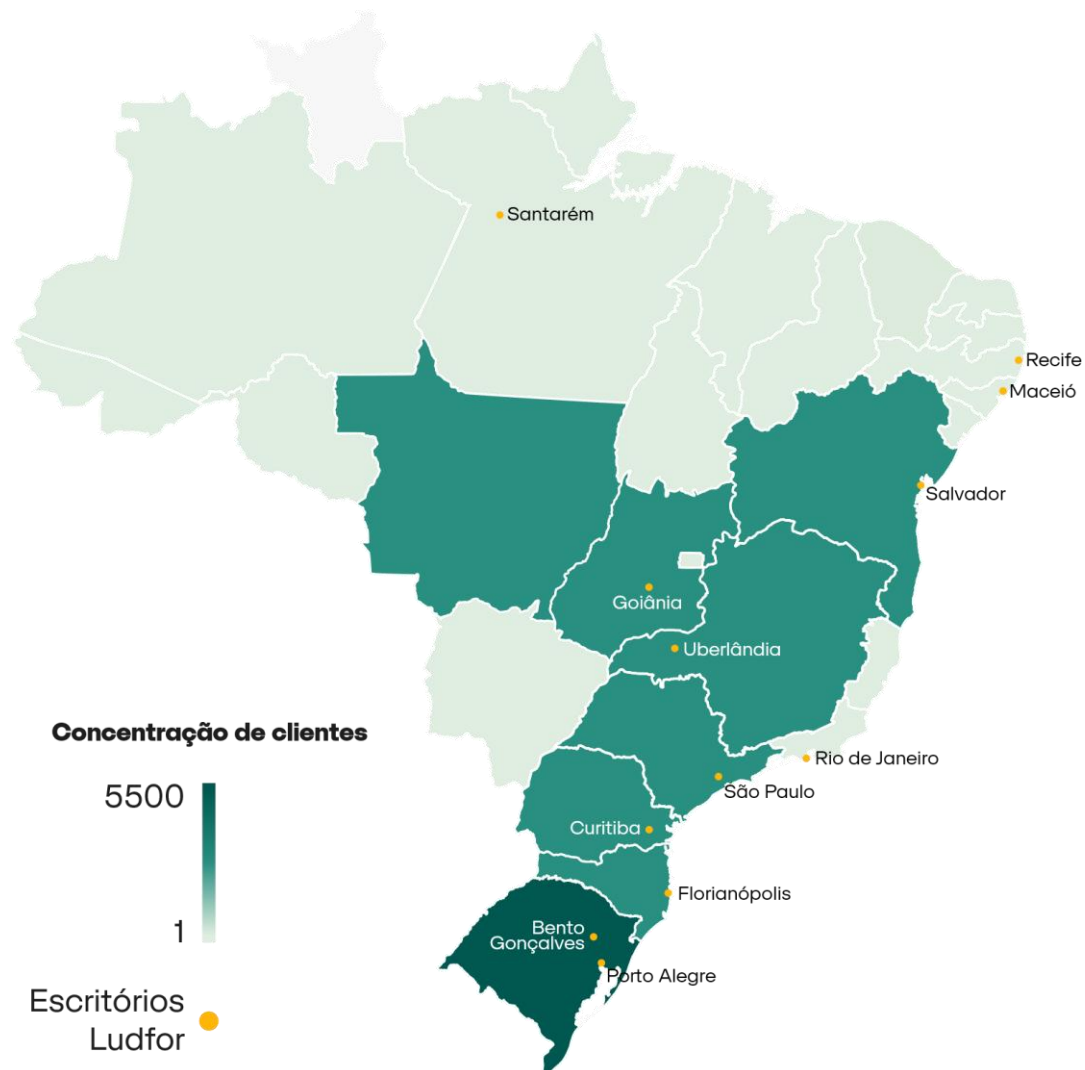 Santarém
Recife
Maceió
Salvador
Goiânia
Uberlândia
Concentração de clientes
Rio de Janeiro
5500
São Paulo
Curitiba
Florianópolis
1
Bento
Gonçalves
Porto Alegre
Escritórios
Ludfor